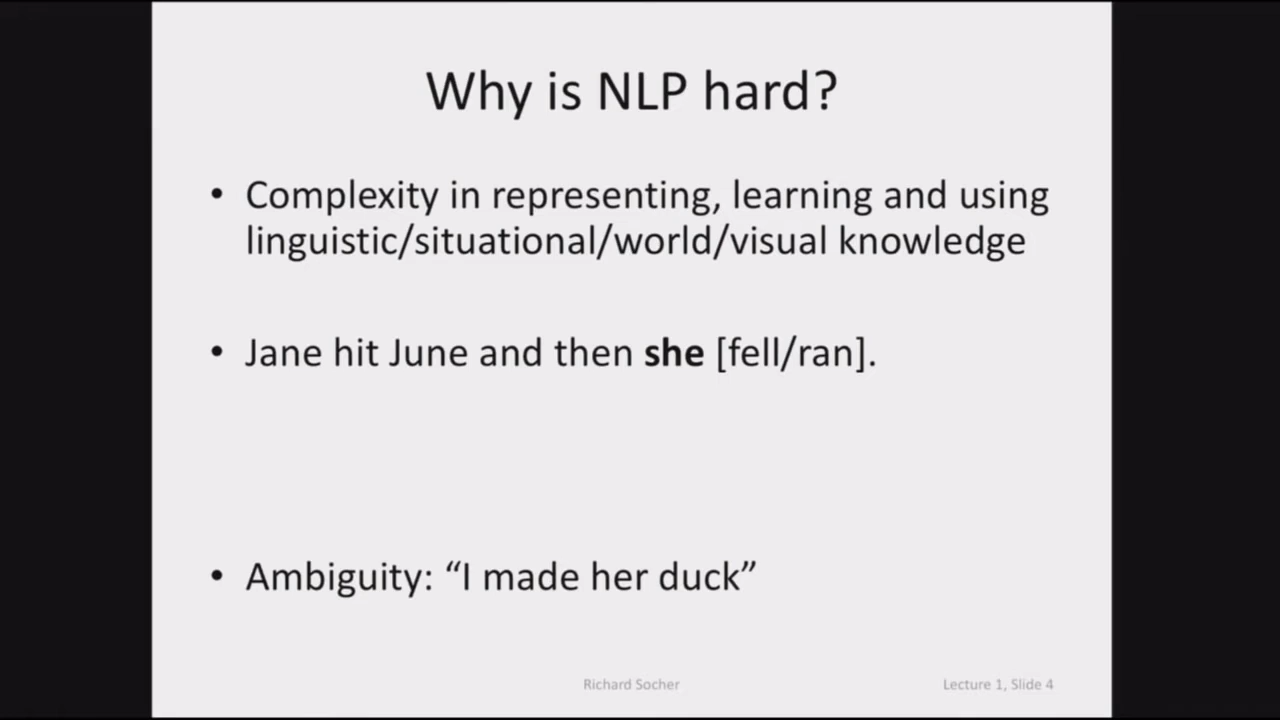 Why is NLP hard?
• Complexity in representing, learning and using
linguistic/situational/world/visual knowledge
• Jane hit June and then she [fell/ran].
• Ambiguity: “I made her duck”
Richard Socher
Lecture 1, Slide 4